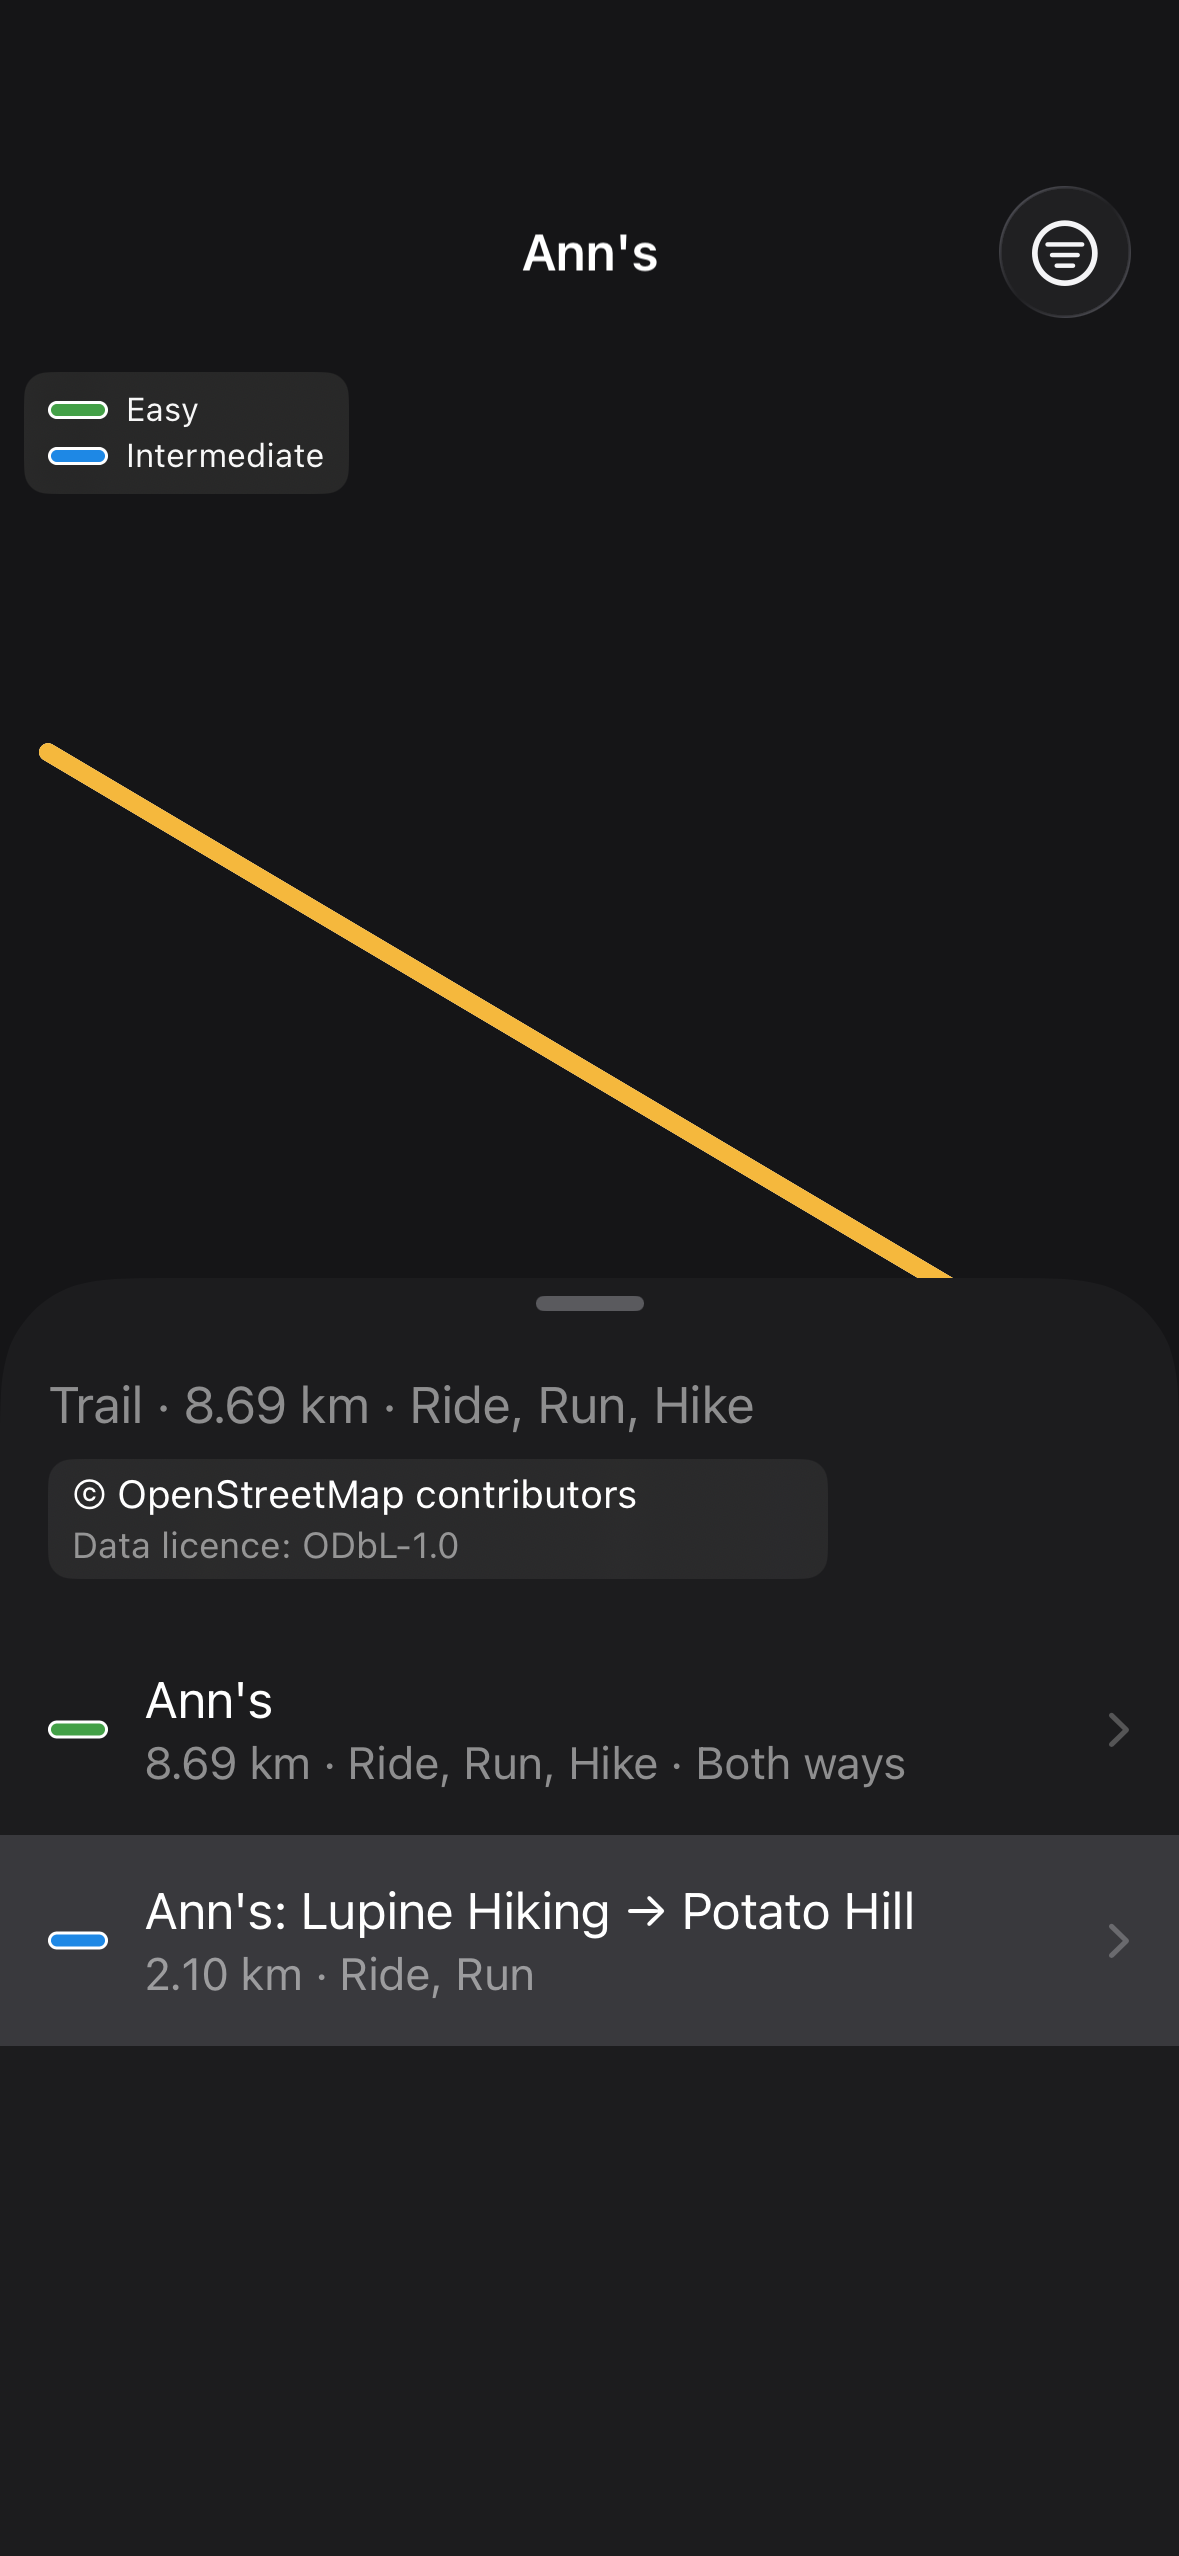 Ann's
Easy
Intermediate
Trail · 8.69 km · Ride, Run, Hike
© OpenStreetMap contributors
Data licence: ODbL-1.0
Ann's
8.69 km · Ride, Run, Hike · Both ways
Ann's: Lupine Hiking → Potato Hill
2.10 km · Ride, Run